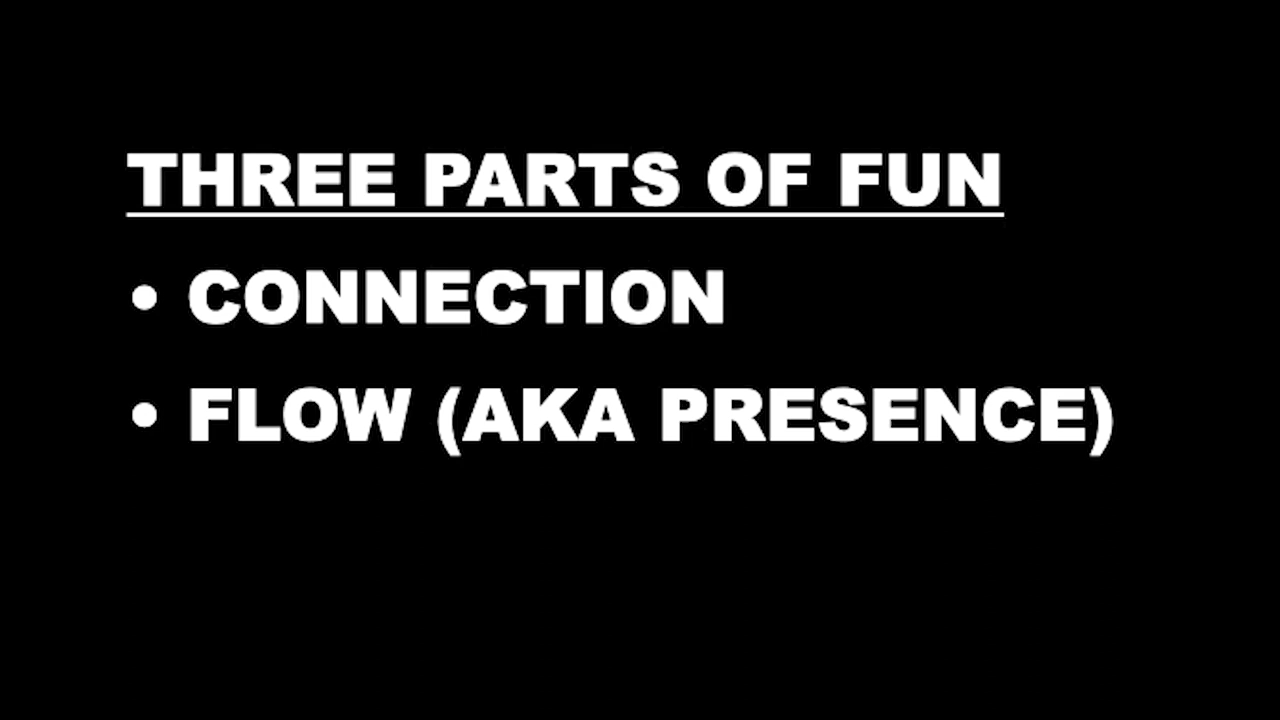 THREE PARTS OF FUN
• CONNECTION
• FLOW (AKA PRESENCE)